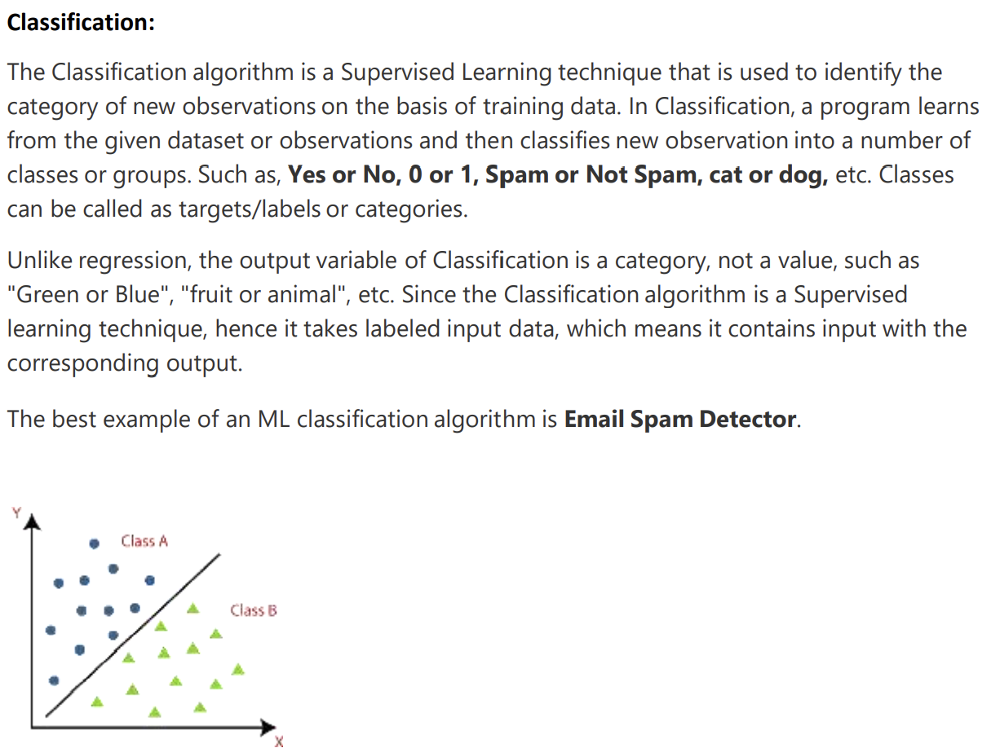 Classification:
The Classification algorithm is a Supervised Learning technique that is used to identify the
category of new observations on the basis of training data. In Classification, a program learns
from the given dataset or observations and then classifies new observation into a number of
classes or groups. Such as, Yes or No, 0 or 1, Spam or Not Spam, cat or dog, etc. Classes
can be called as targets/labels or categories.
Unlike regression, the output variable of Classification is a category, not a value, such as
"Green or Blue", "fruit or animal", etc. Since the Classification algorithm is a Supervised
learning technique, hence it takes labeled input data, which means it contains input with the
corresponding output.
The best example of an ML classification algorithm is Email Spam Detector.
Y
Class A
Class B
X